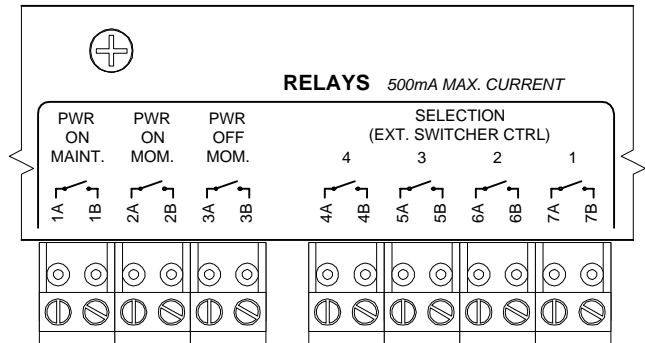 RELAYS 500mA MAX. CURRENT
PWR ON MAINT.
PWR ON MOM.
PWR OFF MOM.
SELECTION
(EXT. SWITCHER CTRL)
4 3 2 1
1A 1B 2A 2B 3A 3B 4A 4B 5A 5B 6A 6B 7A 7B